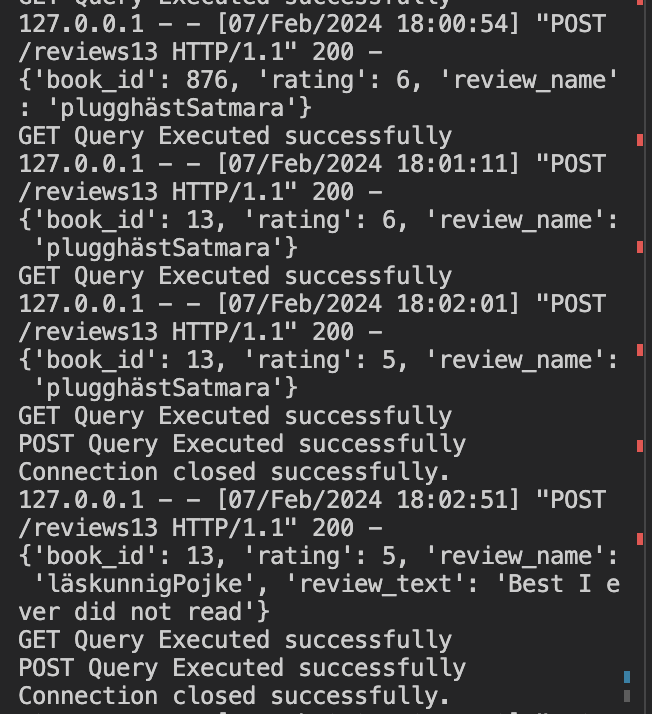 GET Query Executed successfully
127.0.0.1 - - [07/Feb/2024 18:00:54] "POST
/reviews13 HTTP/1.1" 200 -
{'book_id': 876, 'rating': 6, 'review_name'
: 'plugghästSatmara'}
GET Query Executed successfully
127.0.0.1 - - [07/Feb/2024 18:01:11] "POST
/reviews13 HTTP/1.1" 200 -
{'book_id': 13, 'rating': 6, 'review_name':
 'plugghästSatmara'}
GET Query Executed successfully
127.0.0.1 - - [07/Feb/2024 18:02:01] "POST
/reviews13 HTTP/1.1" 200 -
{'book_id': 13, 'rating': 5, 'review_name':
 'plugghästSatmara'}
GET Query Executed successfully
POST Query Executed successfully
Connection closed successfully.
127.0.0.1 - - [07/Feb/2024 18:02:51] "POST
/reviews13 HTTP/1.1" 200 -
{'book_id': 13, 'rating': 5, 'review_name':
 'läskunnigPojke', 'review_text': 'Best I e
ver did not read'}
GET Query Executed successfully
POST Query Executed successfully
Connection closed successfully.